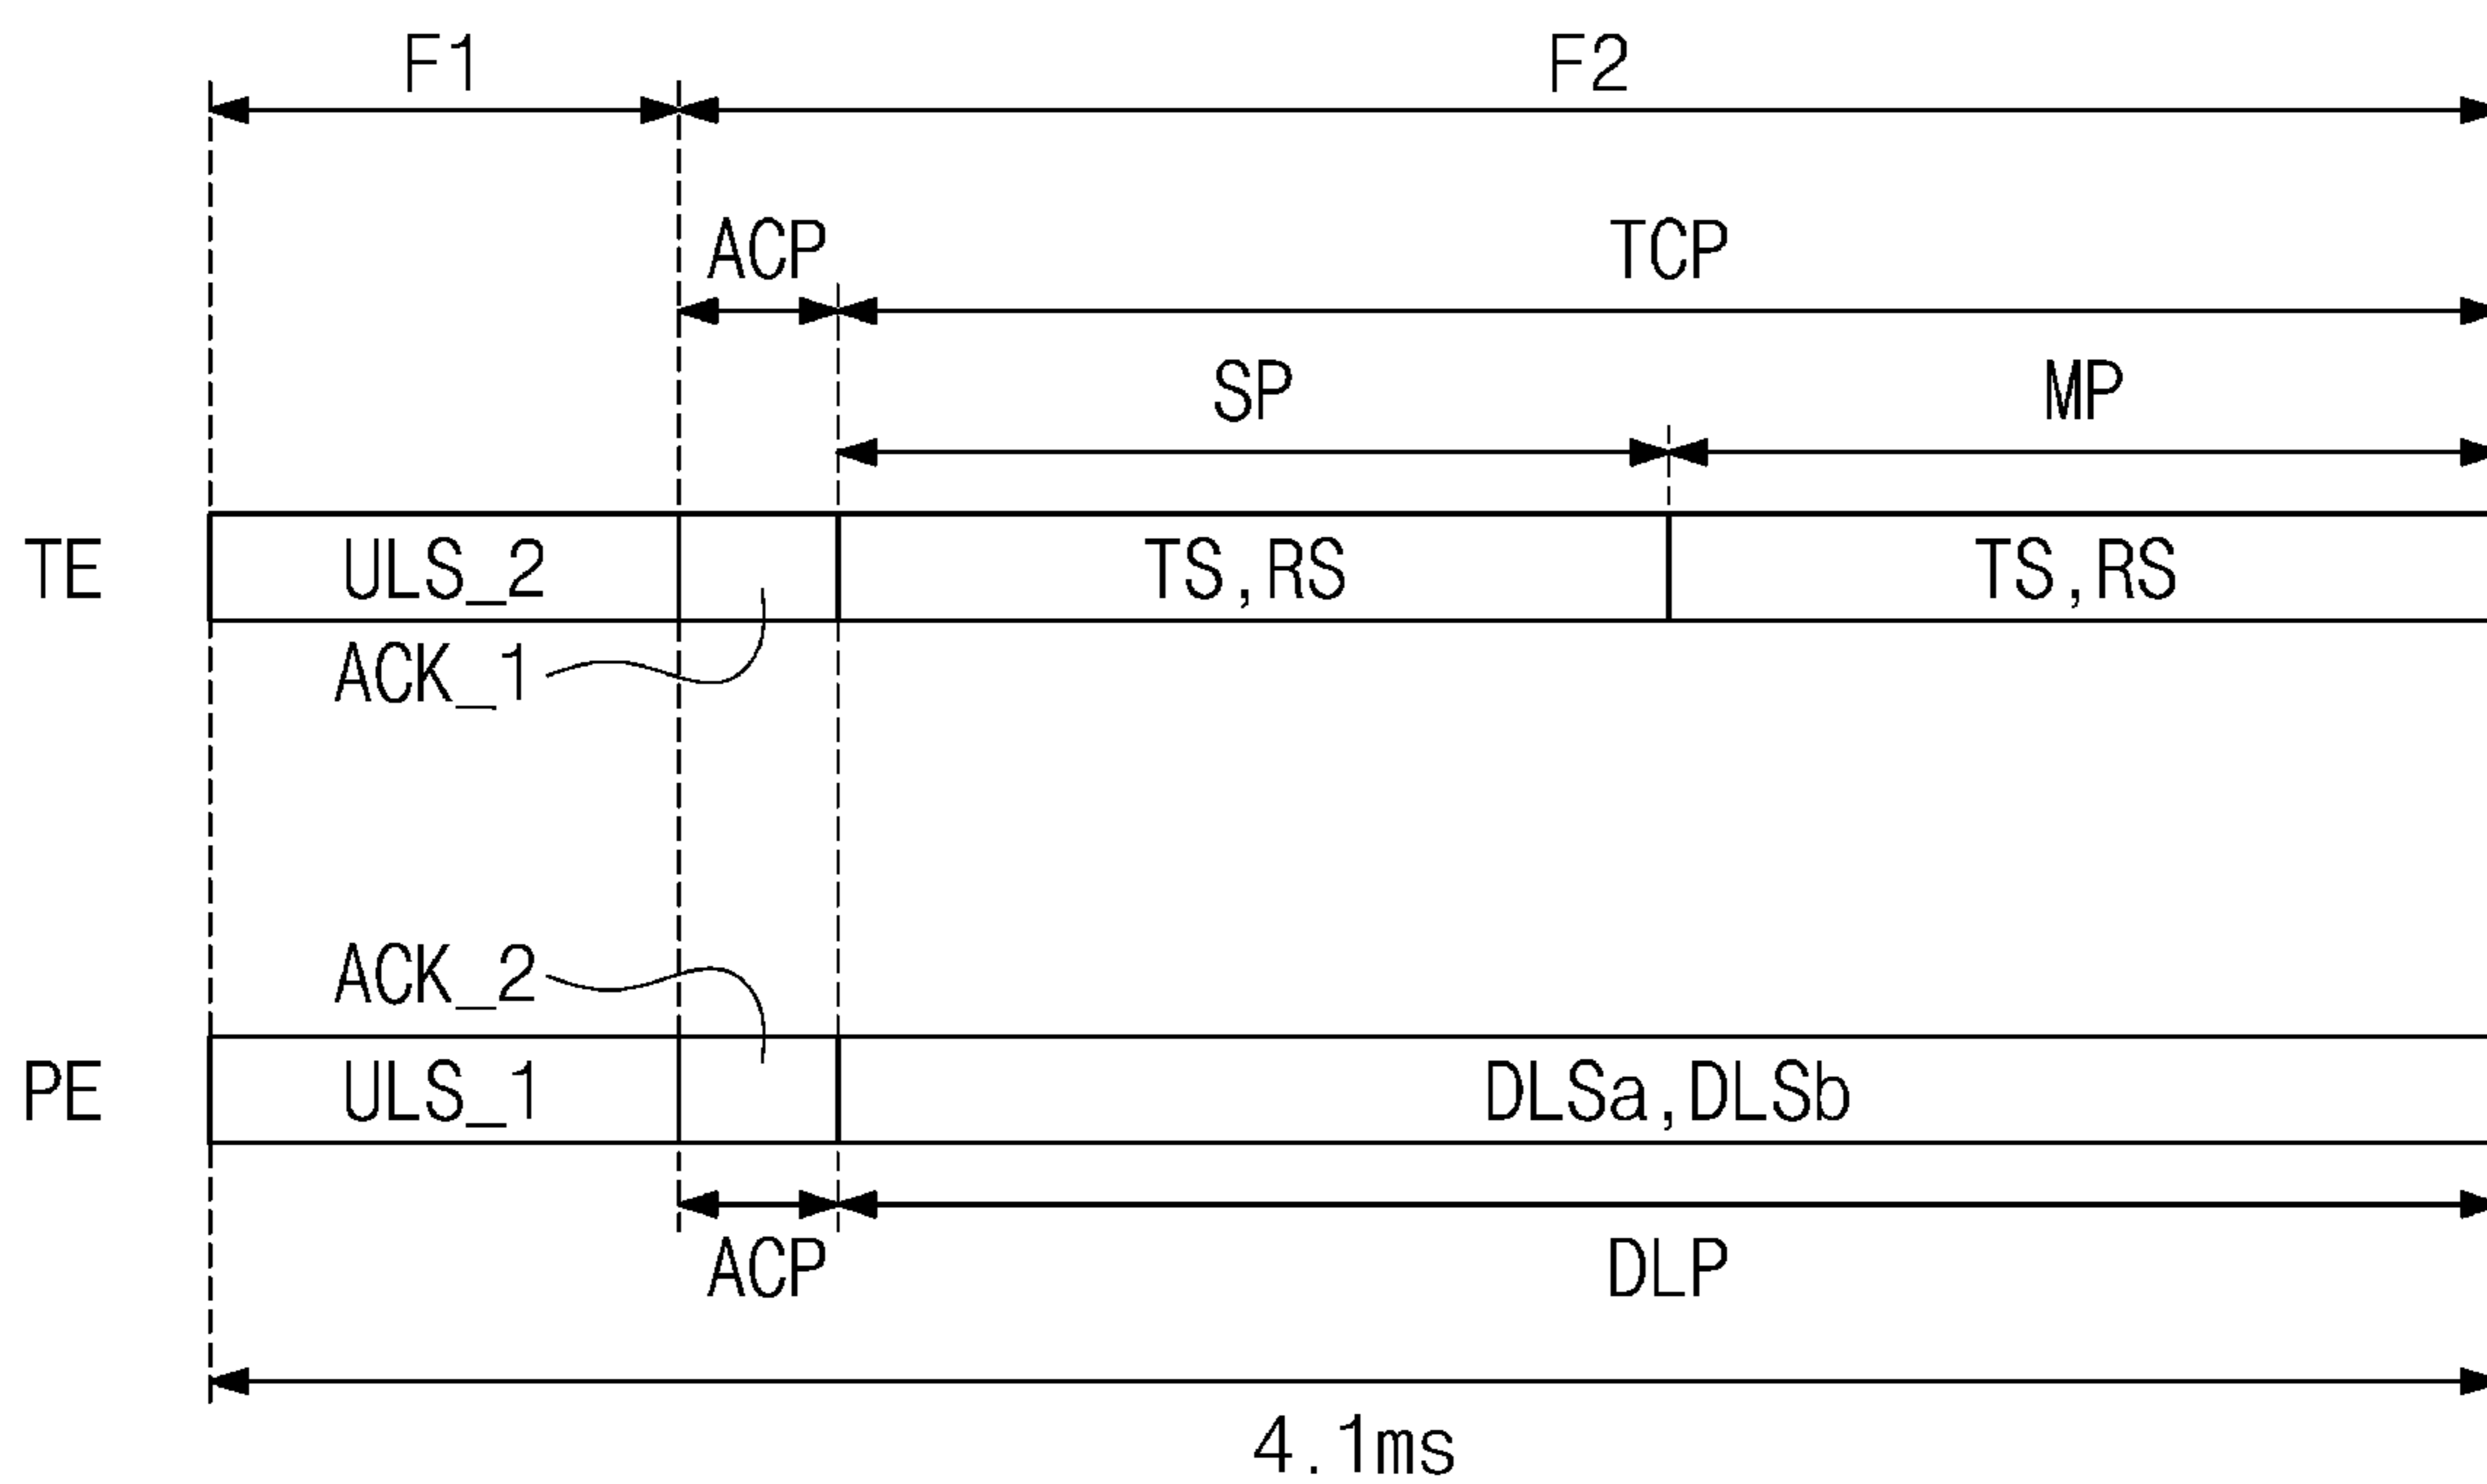 F1 F2
ACP TCP
SP MP
TE ULS_2 TS,RS TS,RS
ACK_1
ACK_2
PE ULS_1 DLSa,DLSb
ACP DLP
4.1ms